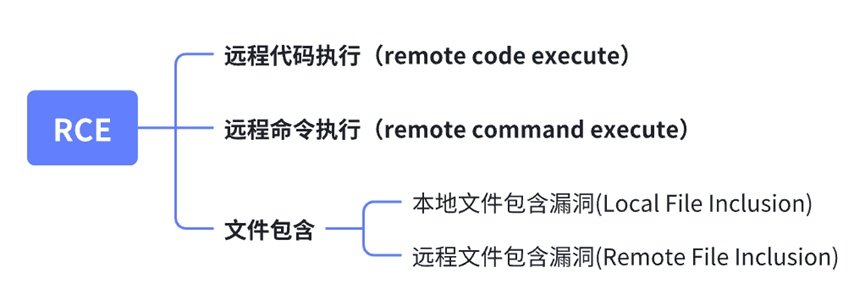 RCE
远程代码执行（remote code execute）
远程命令执行（remote command execute）
文件包含
本地文件包含漏洞(Local File Inclusion)
远程文件包含漏洞(Remote File Inclusion)